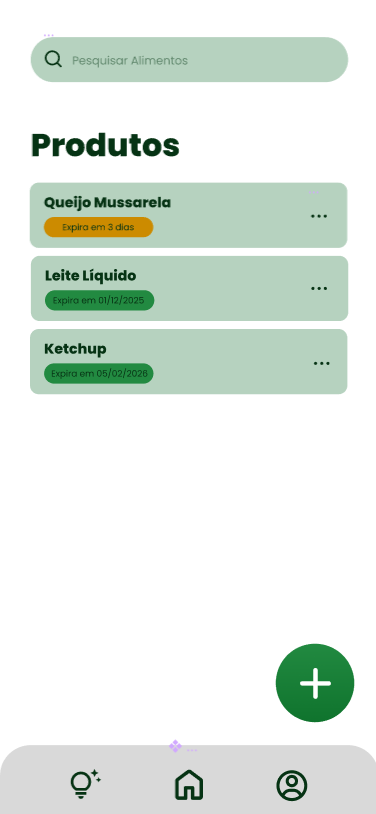 Pesquisar Alimentos
Produtos
Queijo Mussarela
Expira em 3 dias
Leite Líquido
Expira em 01/12/2025
Ketchup
Expira em 05/02/2026